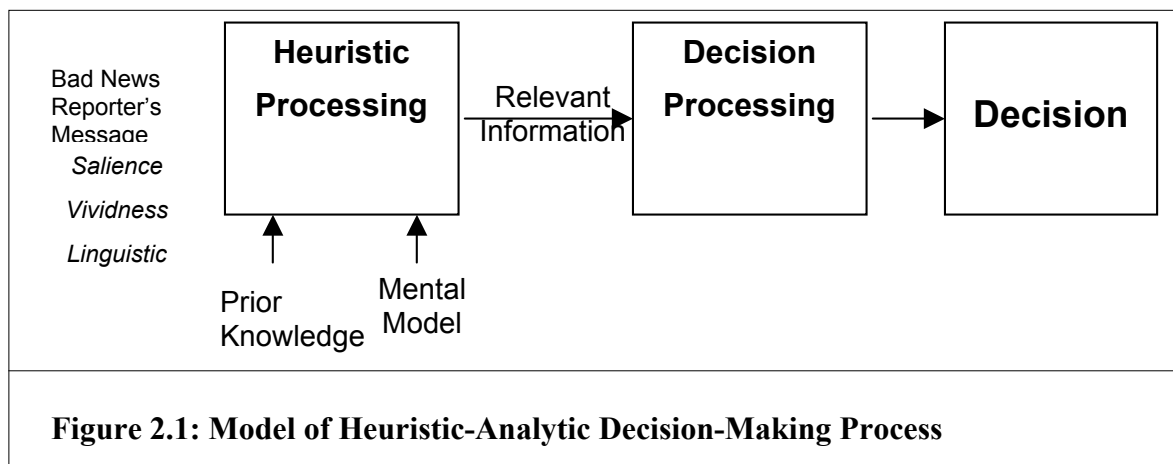 Bad News
Reporter's
Message
Salience
Vividness
Linguistic
Heuristic
Processing
Prior
Knowledge
Mental
Model
Relevant
Information
Decision
Processing
Decision
Figure 2.1: Model of Heuristic-Analytic Decision-Making Process